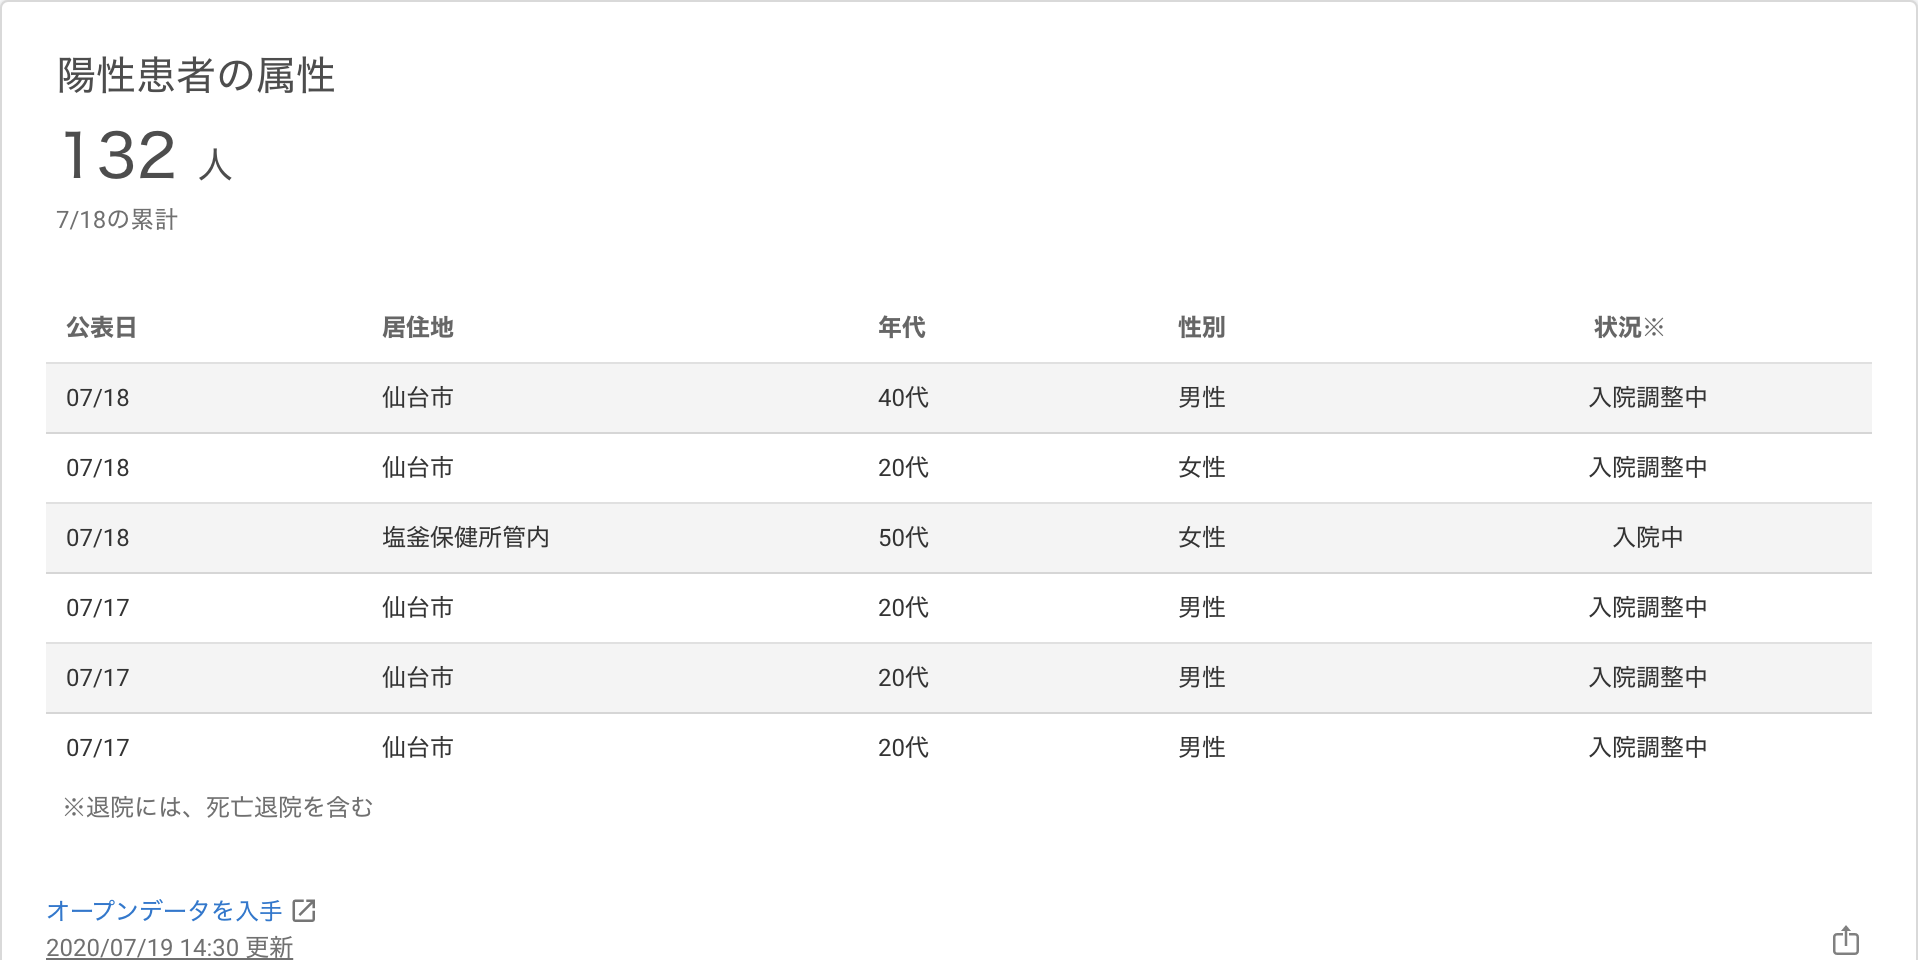 陽性患者の属性
132 人
7/18の累計
公表日 居住地 年代 性別 状況※
07/18 仙台市 40代 男性 入院調整中
07/18 仙台市 20代 女性 入院調整中
07/18 塩釜保健所管内 50代 女性 入院中
07/17 仙台市 20代 男性 入院調整中
07/17 仙台市 20代 男性 入院調整中
07/17 仙台市 20代 男性 入院調整中
※退院には、死亡退院を含む
オープンデータを入手
2020/07/19 14:30 更新